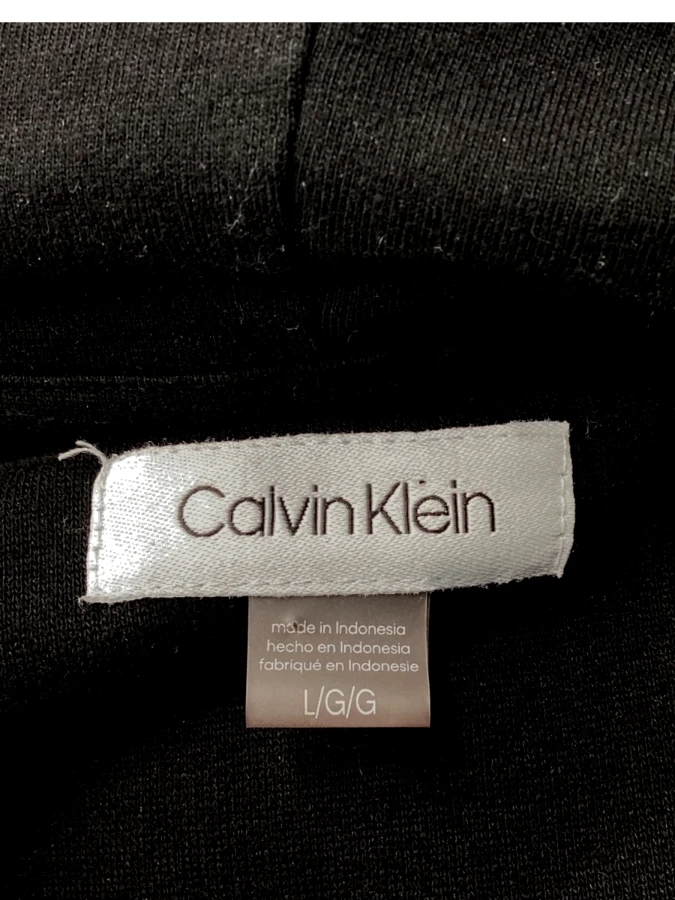 Calvin Klein
made in Indonesia
hecho en Indonesia
fabriqué en Indonesie
L/G/G